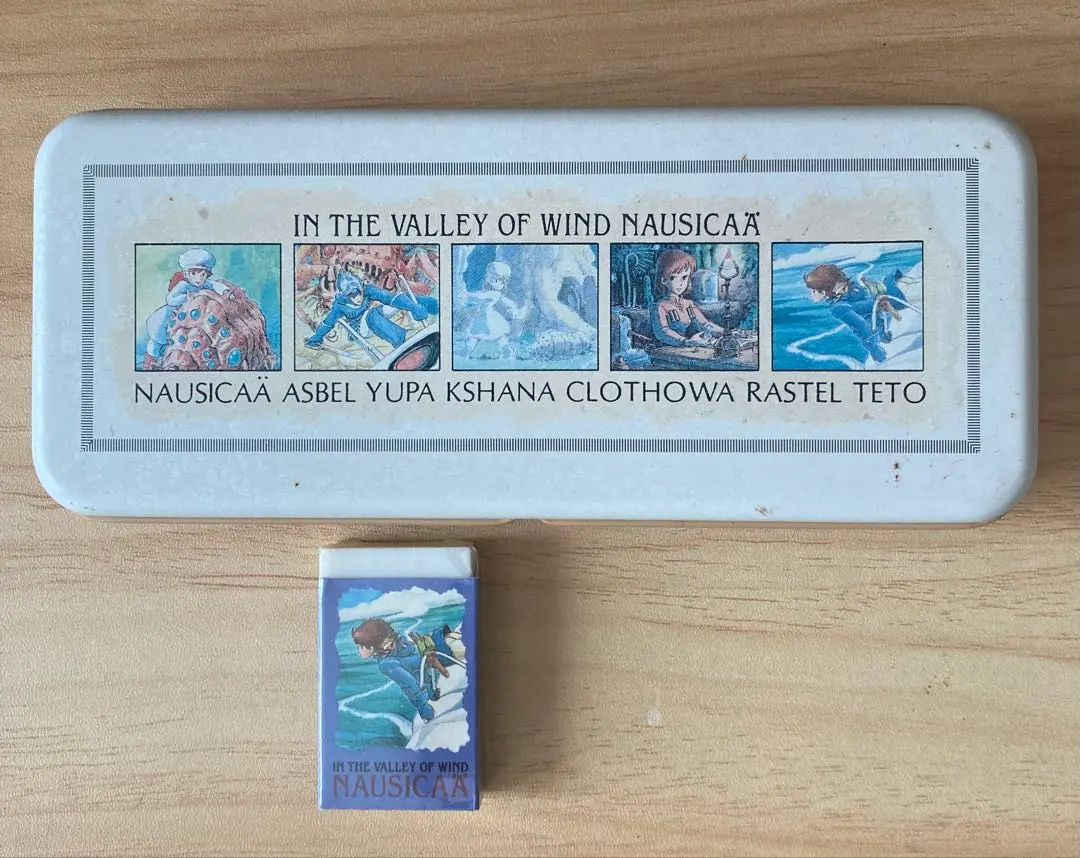 IN THE VALLEY OF WIND NAUSICAÄ
NAUSICAÄ ASBEL YUPA KSHANA CLOTHOWA RASTEL TETO
IN THE VALLEY OF WIND
NAUSICAÄ